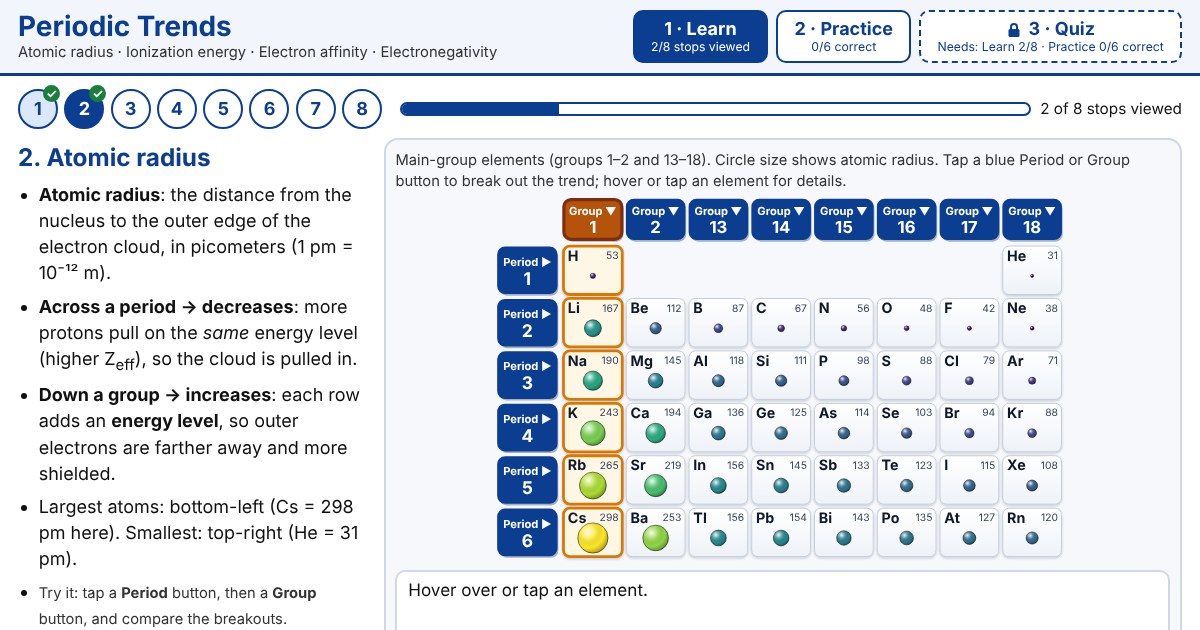 Periodic Trends
Atomic radius · Ionization energy · Electron affinity · Electronegativity
1 · Learn
2/8 stops viewed
2 · Practice
0/6 correct
3 · Quiz
Needs: Learn 2/8 · Practice 0/6 correct
1 2 3 4 5 6 7 8
2 of 8 stops viewed
2. Atomic radius
• Atomic radius: the distance from the
nucleus to the outer edge of the
electron cloud, in picometers (1 pm =
10⁻¹² m).
• Across a period → decreases: more
protons pull on the same energy level
(higher Zeff), so the cloud is pulled in.
• Down a group → increases: each row
adds an energy level, so outer
electrons are farther away and more
shielded.
• Largest atoms: bottom-left (Cs = 298
pm here). Smallest: top-right (He = 31
pm).
• Try it: tap a Period button, then a Group
button, and compare the breakouts.
Main-group elements (groups 1–2 and 13–18). Circle size shows atomic radius. Tap a blue Period or Group
button to break out the trend; hover or tap an element for details.
Group ▼ Group ▼ Group ▼ Group ▼ Group ▼ Group ▼ Group ▼ Group ▼
1 2 13 14 15 16 17 18
Period ▶ 1 H 53 He 31
Period ▶ 2 Li 167 Be 112 B 87 C 67 N 56 O 48 F 42 Ne 38
Period ▶ 3 Na 190 Mg 145 Al 118 Si 111 P 98 S 88 Cl 79 Ar 71
Period ▶ 4 K 243 Ca 194 Ga 136 Ge 125 As 114 Se 103 Br 94 Kr 88
Period ▶ 5 Rb 265 Sr 219 In 156 Sn 145 Sb 133 Te 123 I 115 Xe 108
Period ▶ 6 Cs 298 Ba 253 Tl 156 Pb 154 Bi 143 Po 135 At 127 Rn 120
Hover over or tap an element.